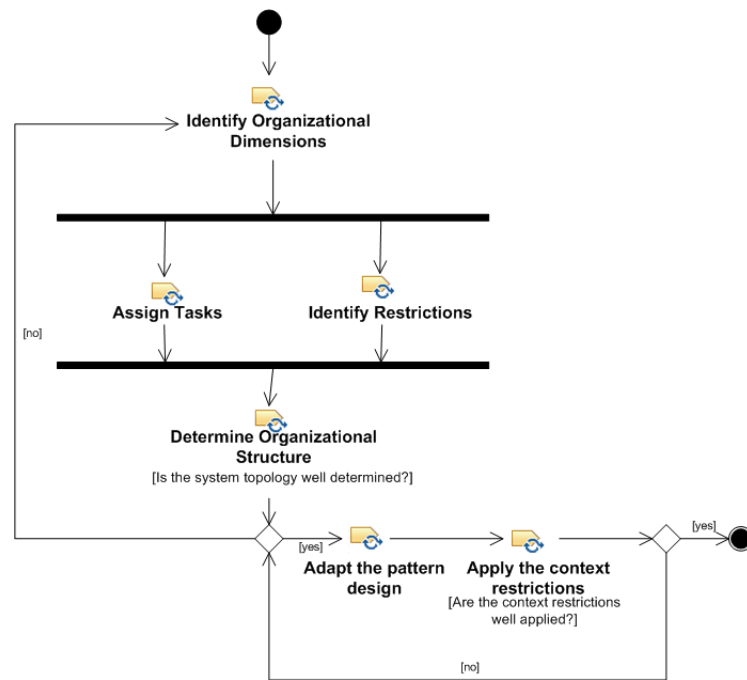 Identify Organizational
Dimensions
Assign Tasks
Identify Restrictions
[no]
Determine Organizational
Structure
[Is the system topology well determined?]
[yes]
[yes]
Adapt the pattern
design
Apply the context
restrictions
[Are the context restrictions
well applied?]
[no]